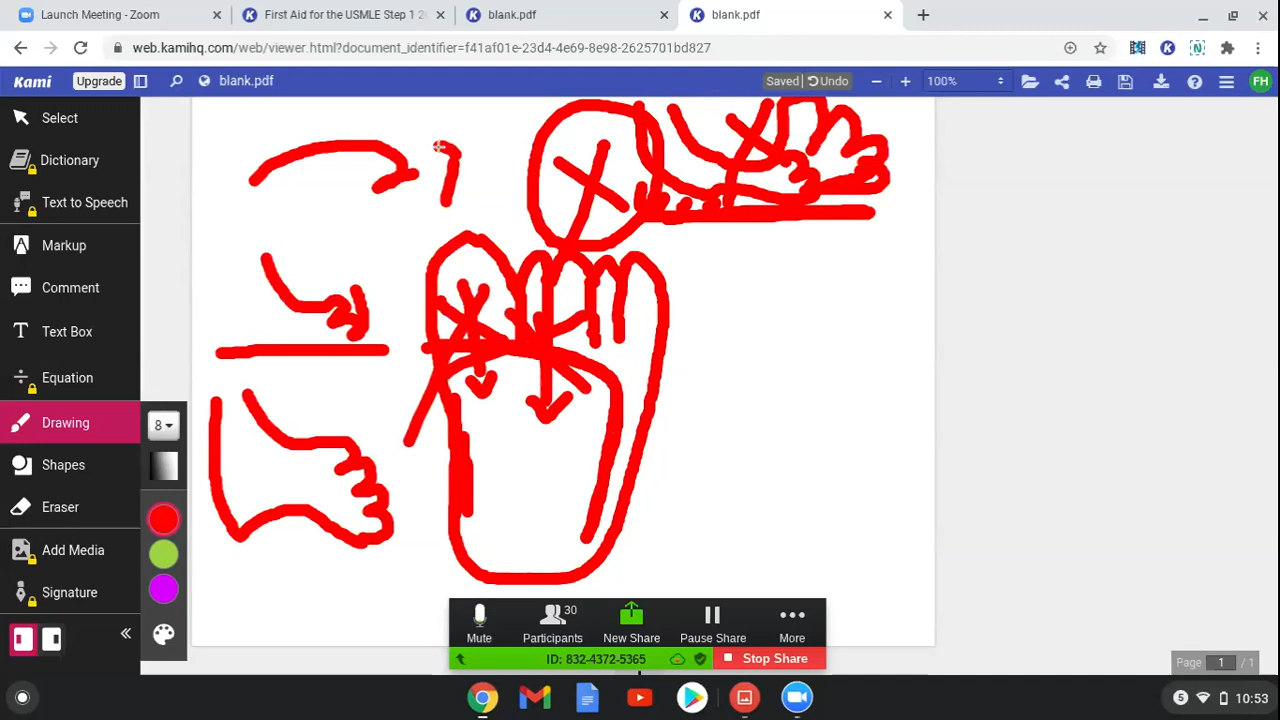 Launch Meeting - Zoom
First Aid for the USMLE Step 1 2
blank.pdf
blank.pdf
web.kamihq.com/web/viewer.html?document_identifier=f41af01e-23d4-4e69-8e98-2625701bd827
Kami
Upgrade
blank.pdf
Saved
Undo
100%
FH
Select
Dictionary
Text to Speech
Markup
Comment
Text Box
Equation
Drawing
8
Shapes
Eraser
Add Media
Signature
30
Mute
Participants
New Share
Pause Share
More
ID: 832-4372-5365
Stop Share
Page 1 / 1
5
10:53